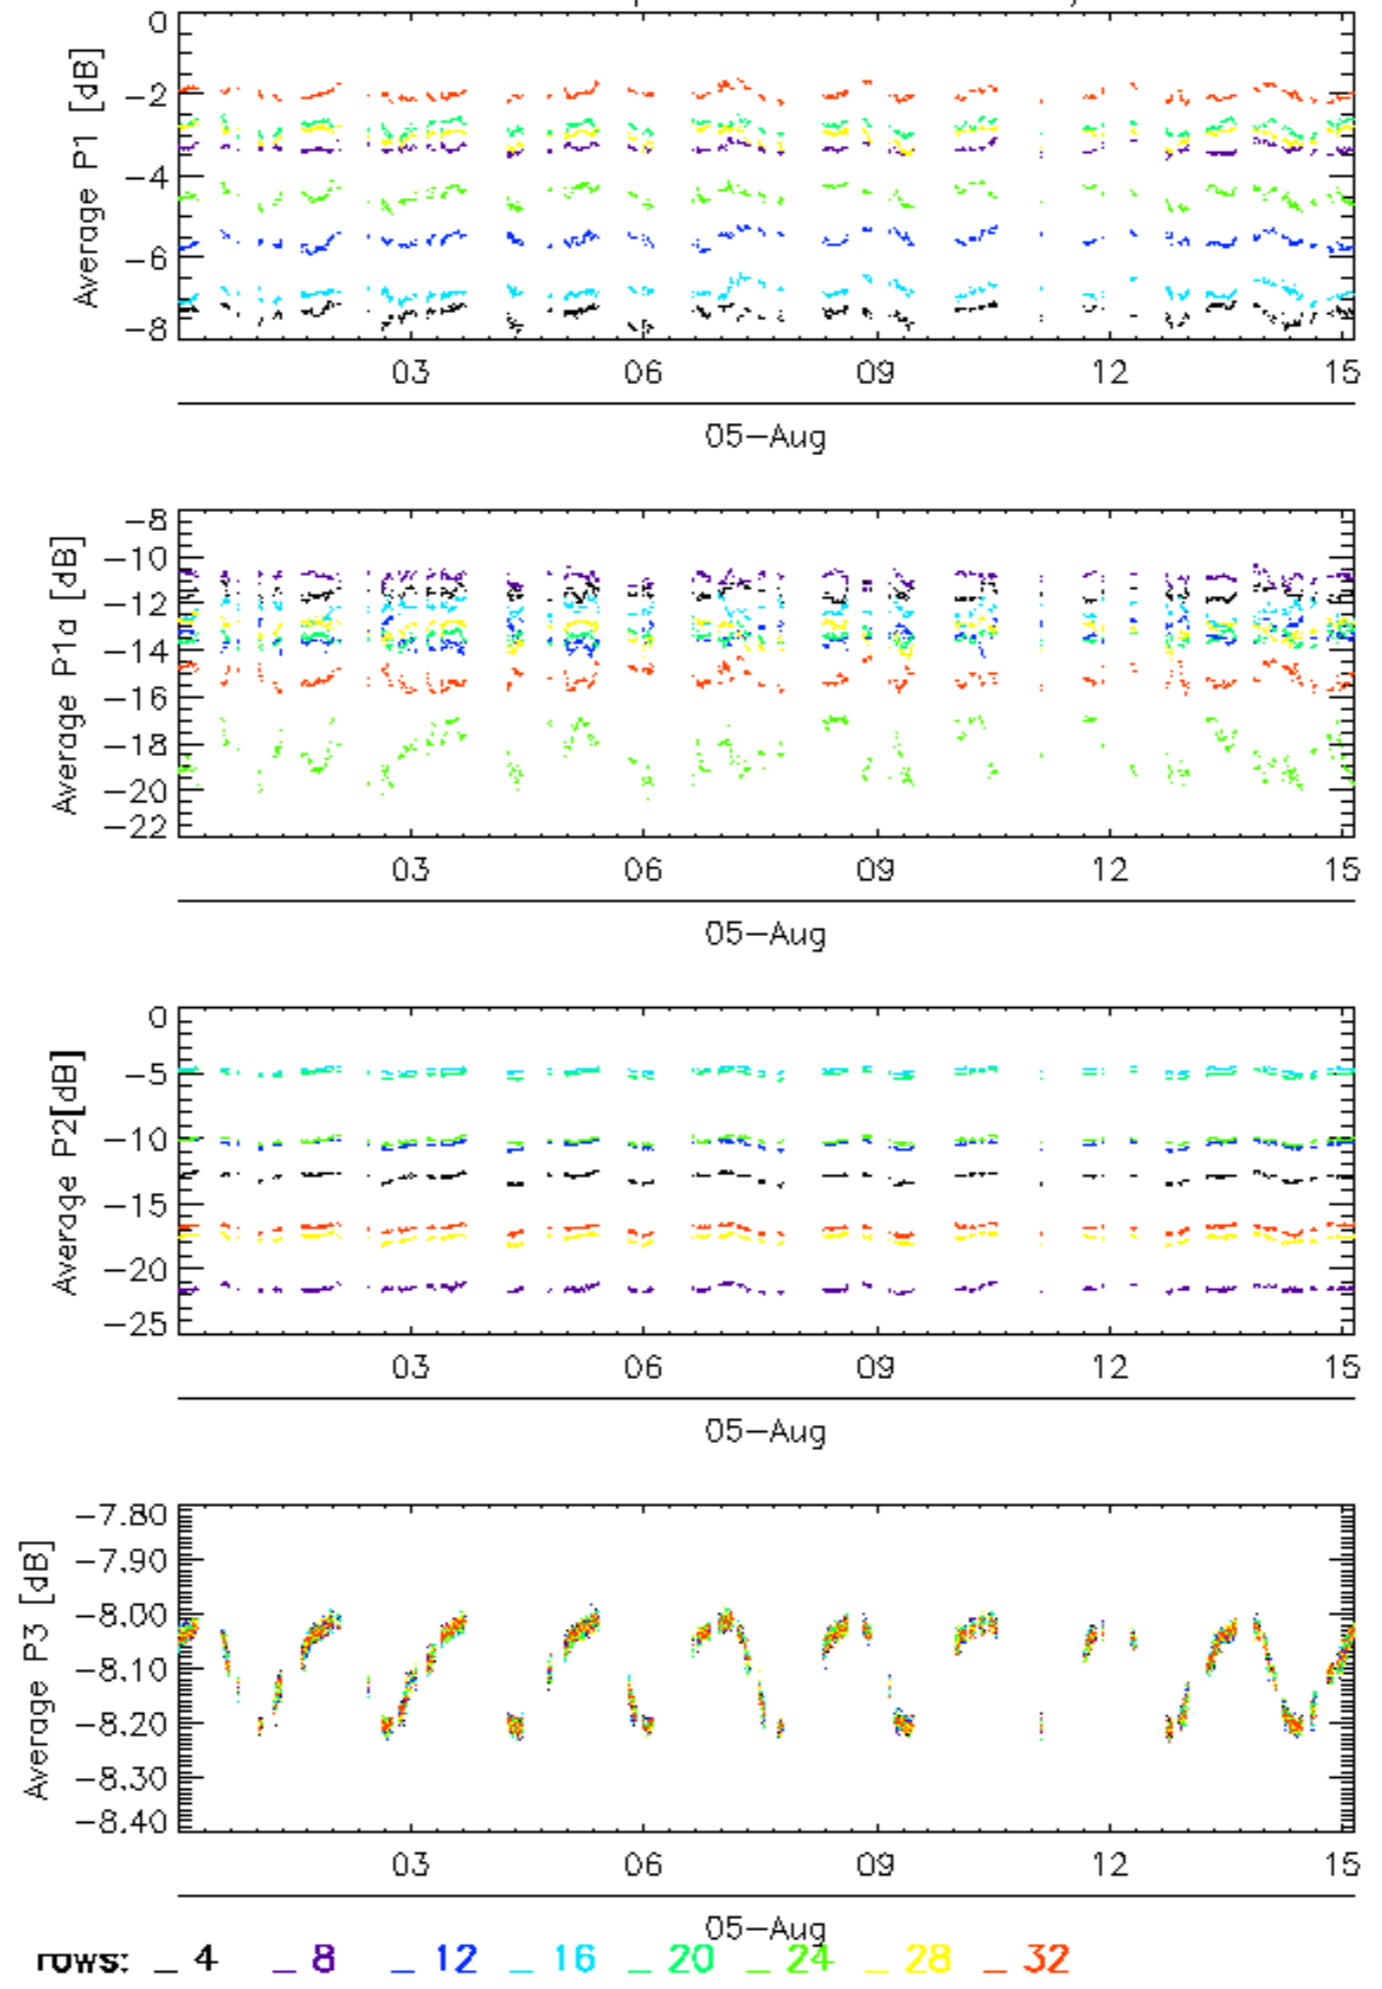 0
−2
−4
−6
−8
Average P1 [dB]
03 06 09 12 15
05−Aug
−8
−10
−12
−14
−16
−18
−20
−22
Average P1a [dB]
03 06 09 12 15
05−Aug
0
−5
−10
−15
−20
−25
Average P2[dB]
03 06 09 12 15
05−Aug
−7.80
−7.90
−8.00
−8.10
−8.20
−8.30
−8.40
Average P3 [dB]
03 06 09 12 15
05−Aug
rows: _ 4 _ 8 _ 12 _ 16 _ 20 _ 24 _ 28 _ 32